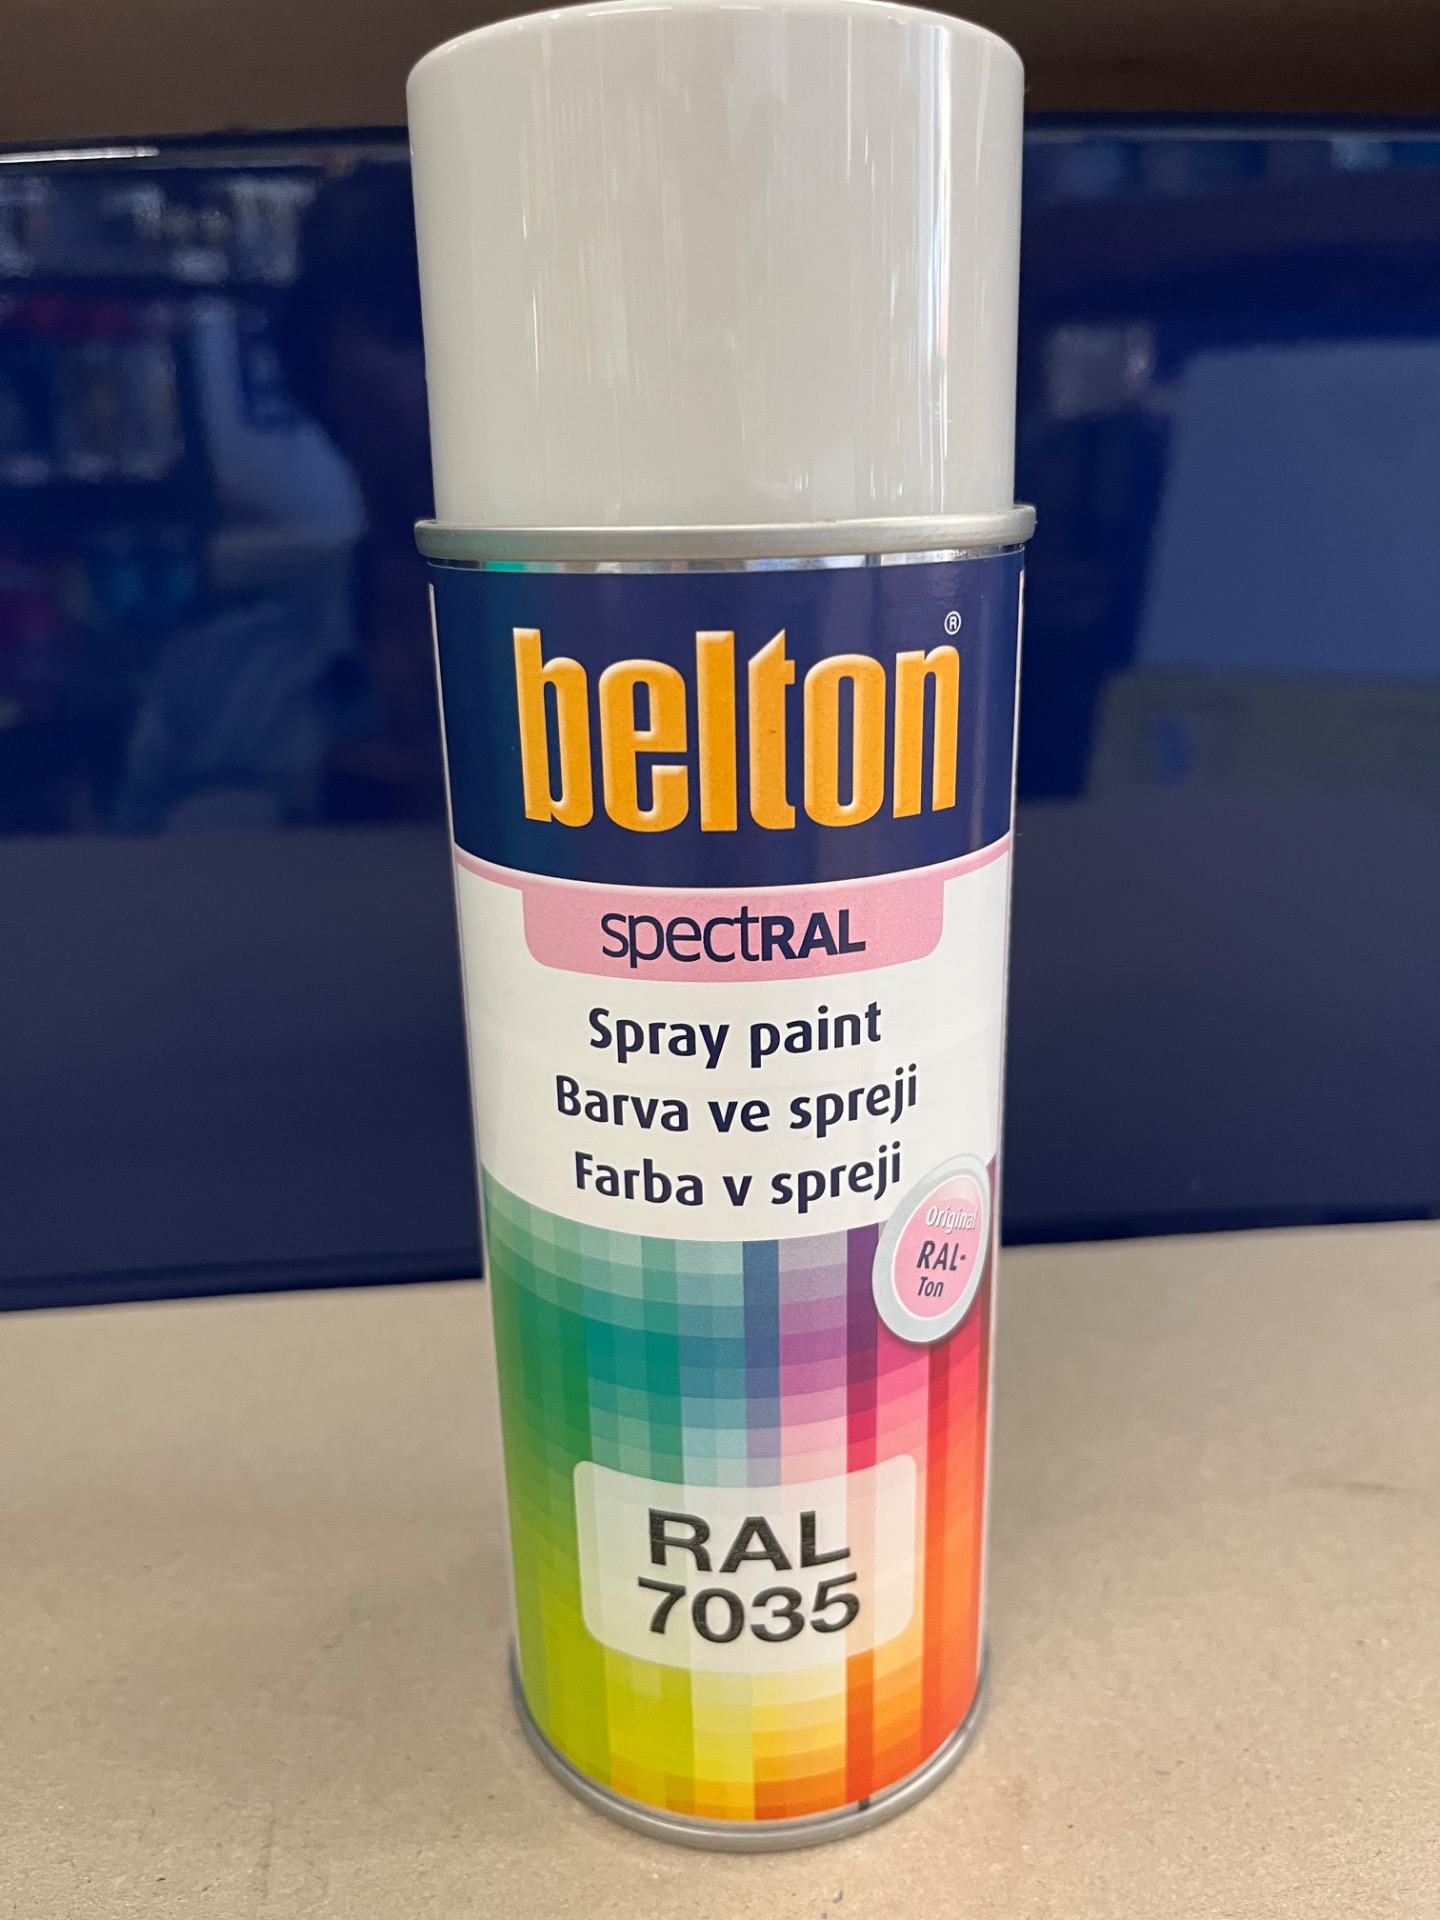 belton®
spectRAL
Spray paint
Barva ve spreji
Farba v spreji
Original
RAL-
Ton
RAL
7035